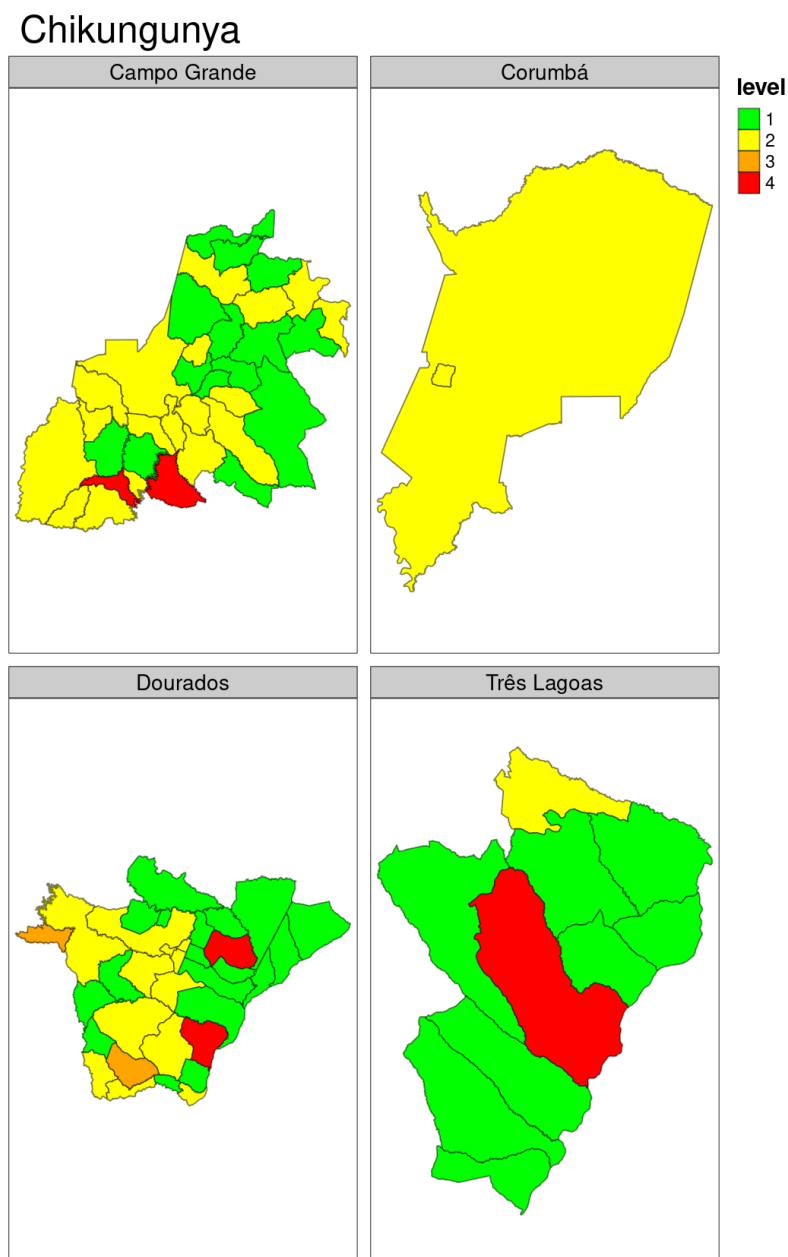 Chikungunya
Campo Grande
Corumbá
level
1
2
3
4
Dourados
Três Lagoas